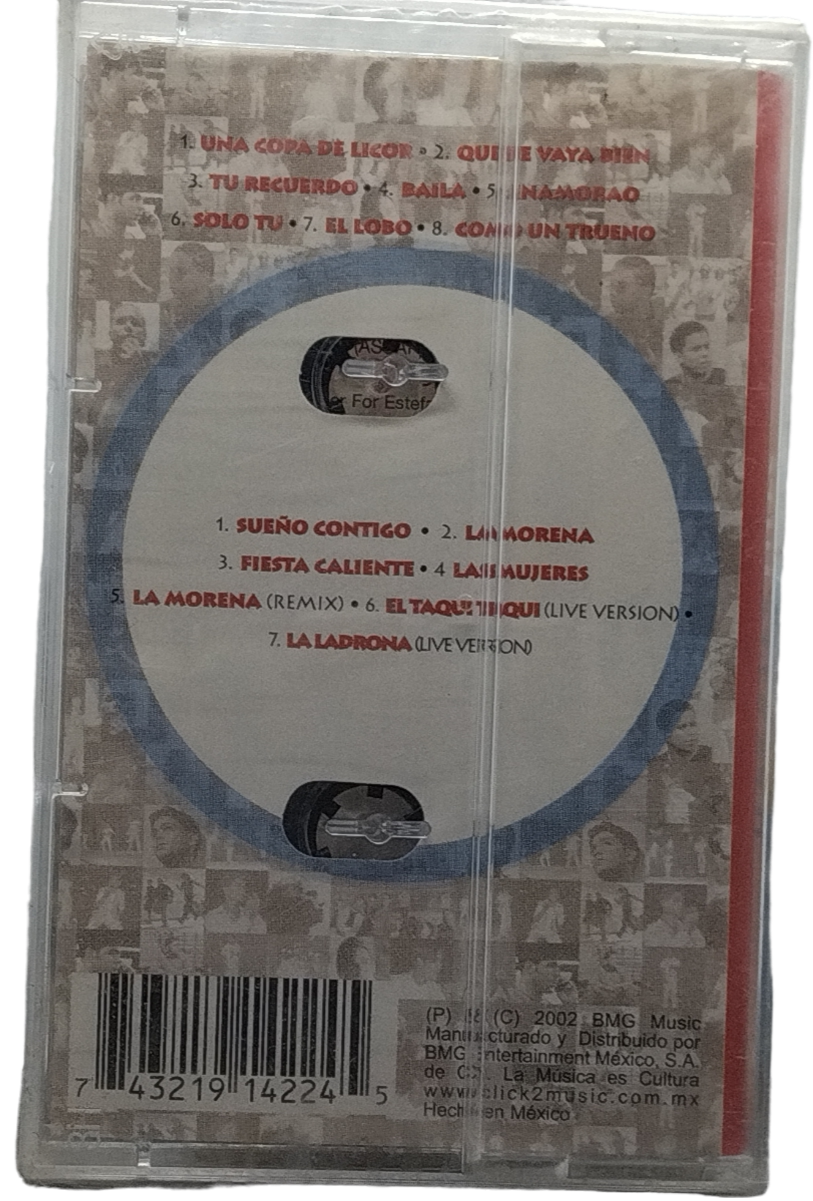 1. UNA COPA DE LICOR • 2. QUE TE VAYA BIEN
3. TU RECUERDO • 4. BAILA • 5. ENAMORAO
6. SOLO TU • 7. EL LOBO • 8. COMO UN TRUENO
er For Estef
1. SUEÑO CONTIGO • 2. LA MORENA
3. FIESTA CALIENTE • 4 LAS MUJERES
5. LA MORENA (REMIX) • 6. EL TAQUI TAQUI (LIVE VERSION) •
7. LA LADRONA (LIVE VERSION)
(P) & (C) 2002 BMG Music
Manufacturado y Distribuido por
BMG Entertainment México, S.A.
de C.V. La Música es Cultura
www.click2music.com.mx
Hecho en México
7 43219 14224 5